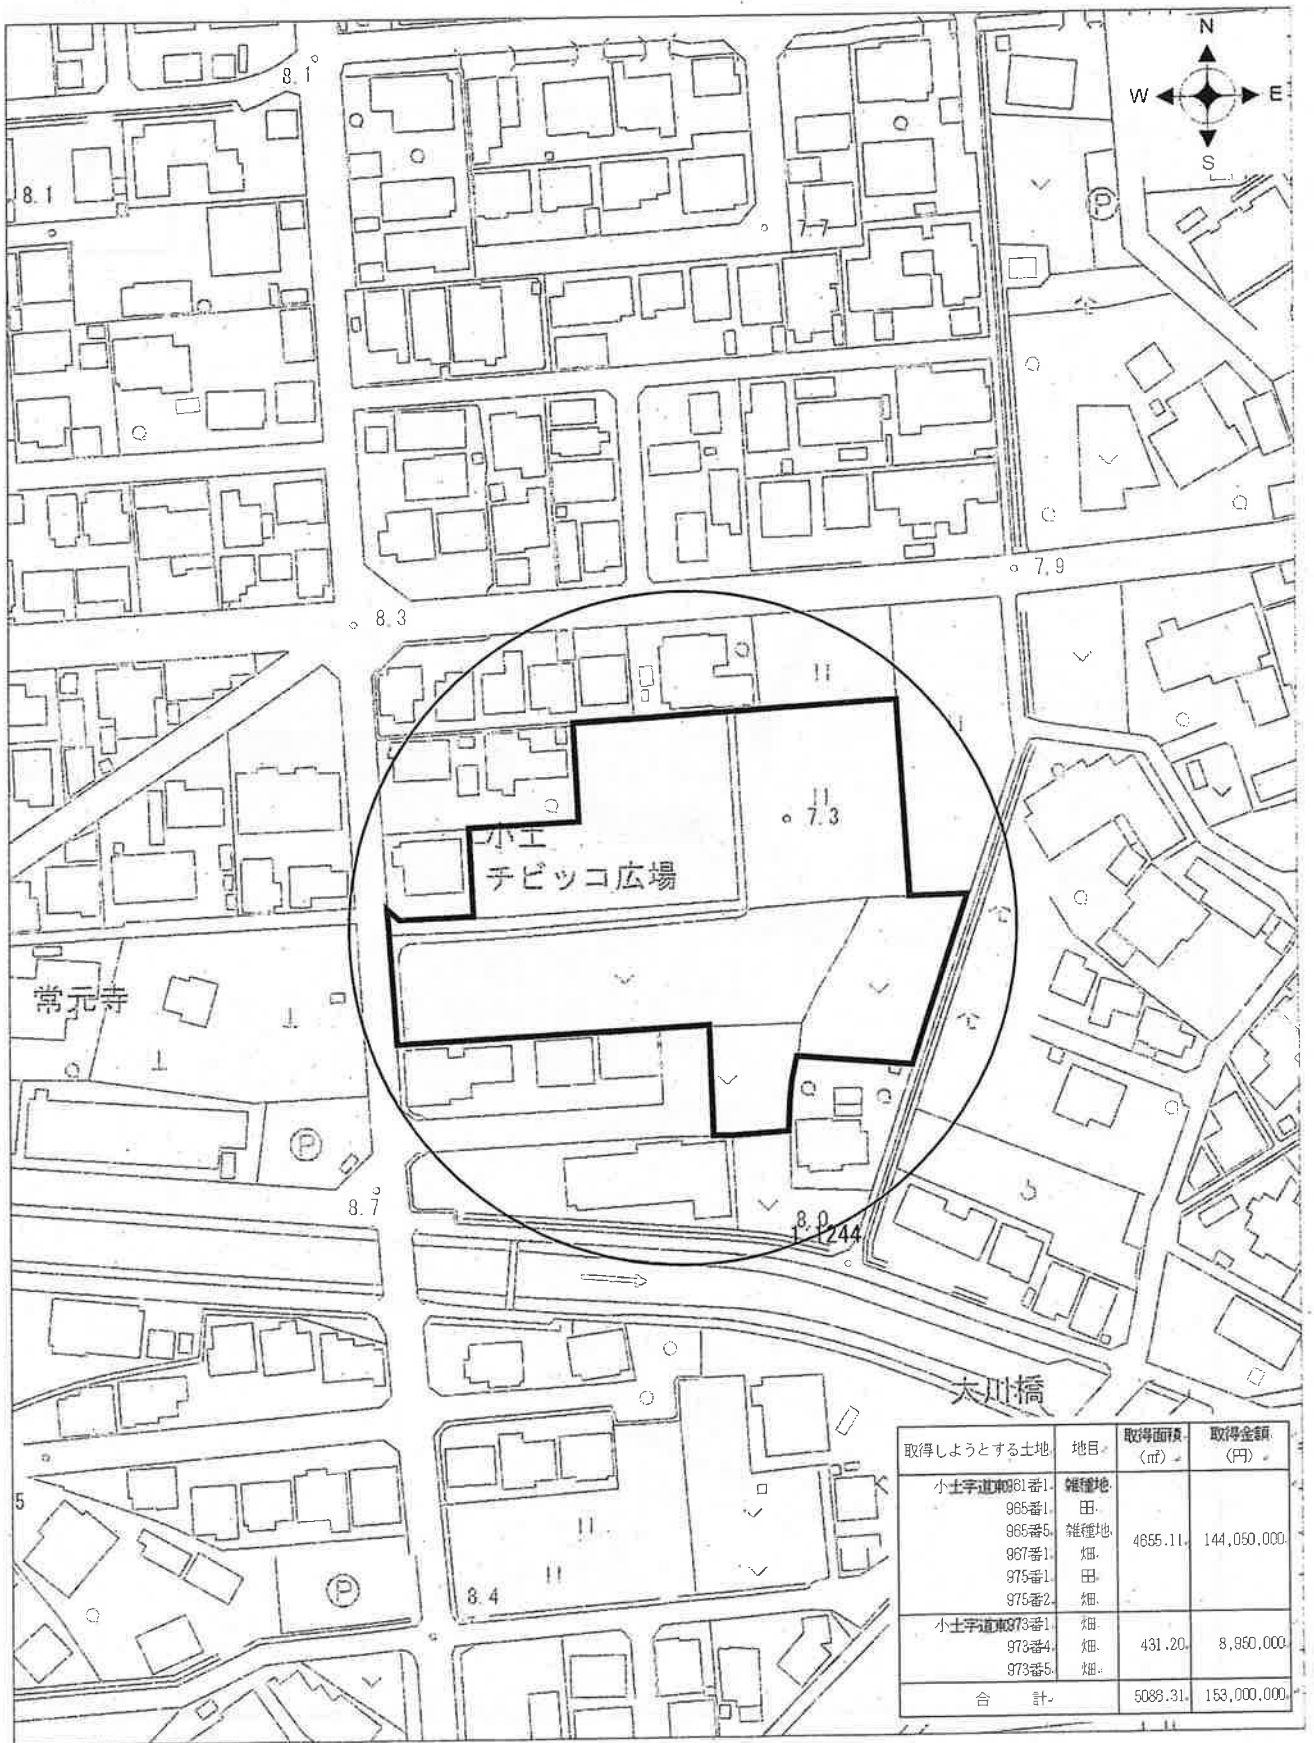 N
W E
S
8.1
8.1
7.7
P
7.9
8.3
7.3
小土
チビッコ広場
常元寺
P
8.7
8.0
244
大川橋
5
P
8.4
取得しようとする土地 地目 取得面積(㎡) 取得金額(円)
小土字道東961番1 雑種地
965番1 田
965番5 雑種地
967番1 畑
975番1 田
975番2 畑
4655.11 144,050,000
小土字道東973番1 畑
973番4 畑
973番5 畑
431.20 8,950,000
合計 5086.31 153,000,000